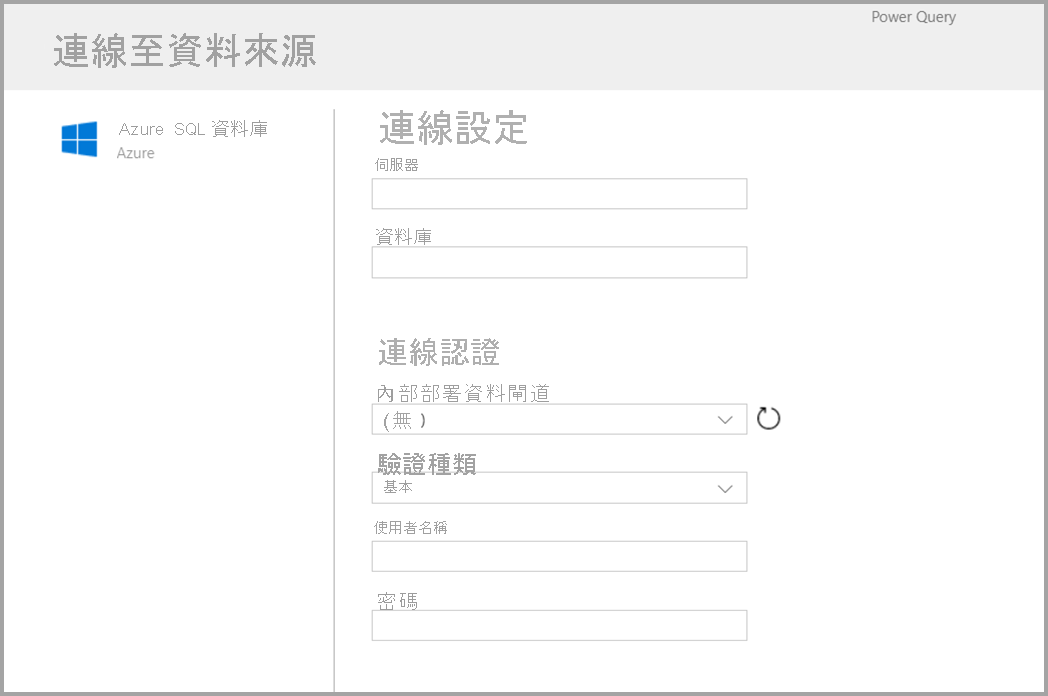 Power Query
連線至資料來源
Azure SQL 資料庫
Azure
連線設定
伺服器
資料庫
連線認證
內部部署資料閘道
(無)
驗證種類
基本
使用者名稱
密碼